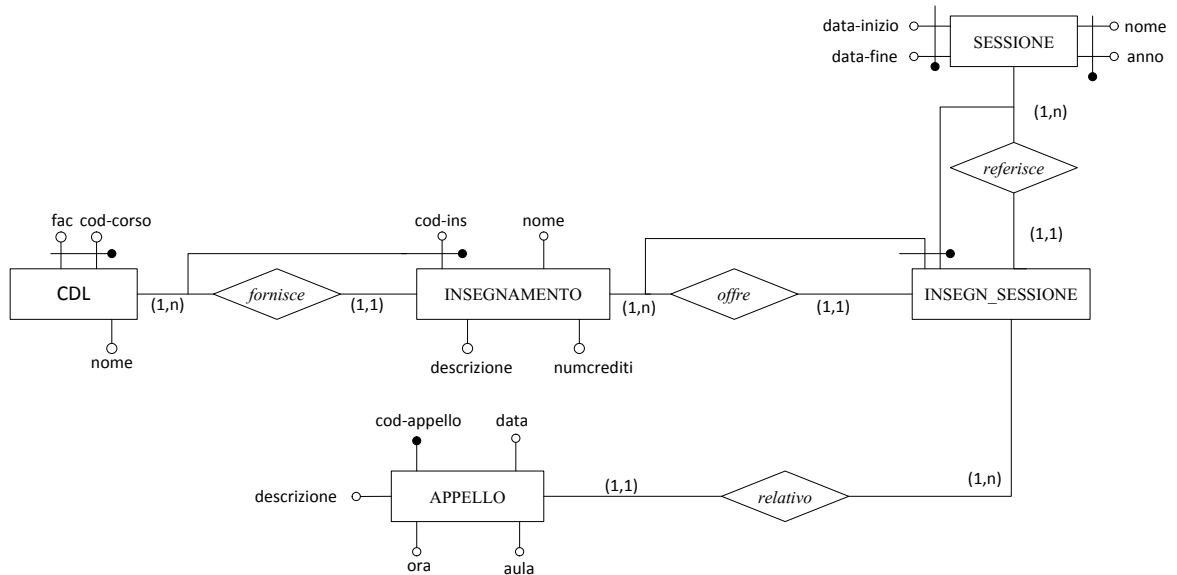 data-inizio
nome
SESSIONE
data-fine
anno
(1,n)
referisce
fac cod-corso
cod-ins
nome
(1,1)
CDL
(1,n)
fornisce
(1,1)
INSEGNAMENTO
(1,n)
offre
(1,1)
INSEGN_SESSIONE
nome
descrizione
numcrediti
cod-appello
data
descrizione
APPELLO
(1,1)
relativo
(1,n)
ora
aula